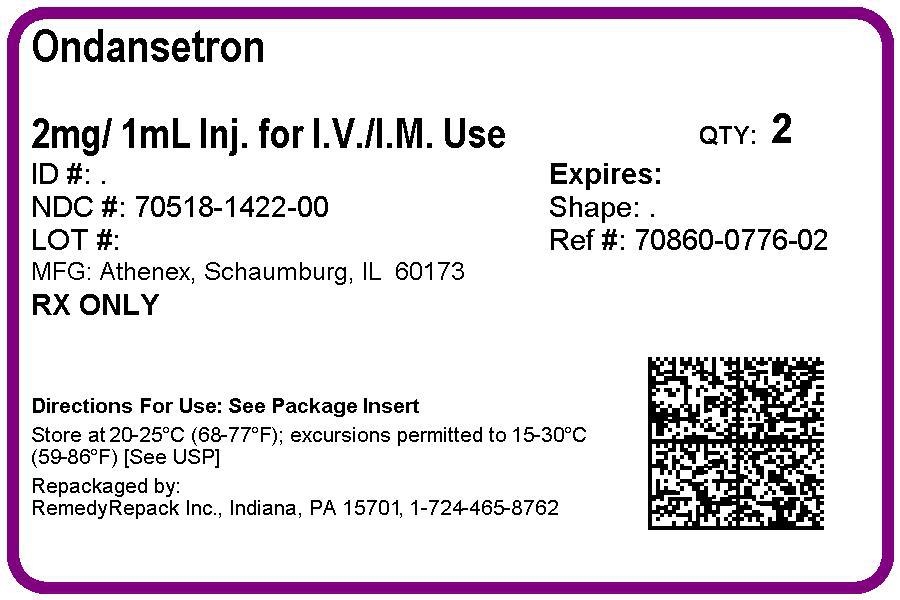 Ondansetron
2mg/ 1mL Inj. for I.V./I.M. Use
QTY: 2
ID #: .
Expires:
NDC #: 70518-1422-00
Shape: .
LOT #:
Ref #: 70860-0776-02
MFG: Athenex, Schaumburg, IL  60173
RX ONLY
Directions For Use: See Package Insert
Store at 20-25°C (68-77°F); excursions permitted to 15-30°C
(59-86°F) [See USP]
Repackaged by:
RemedyRepack Inc., Indiana, PA 15701, 1-724-465-8762